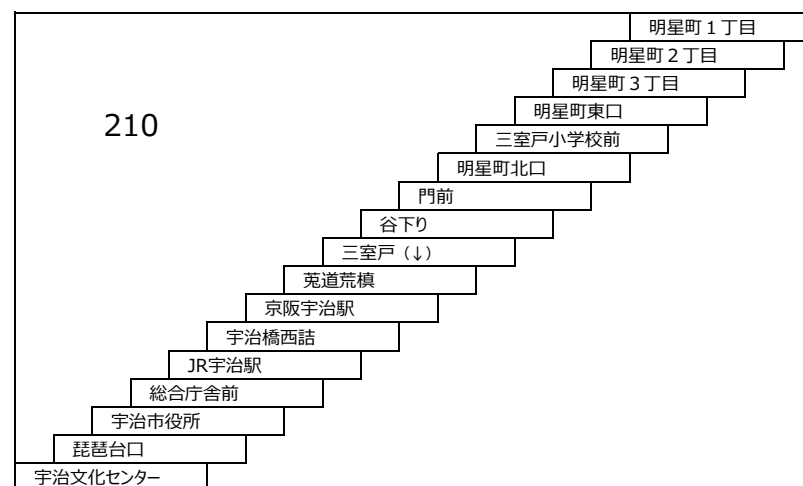 明星町１丁目
明星町２丁目
明星町３丁目
明星町東口
210
三室戸小学校前
明星町北口
門前
谷下り
三室戸（↓）
莵道荒槙
京阪宇治駅
宇治橋西詰
JR宇治駅
総合庁舎前
宇治市役所
琵琶台口
宇治文化センター